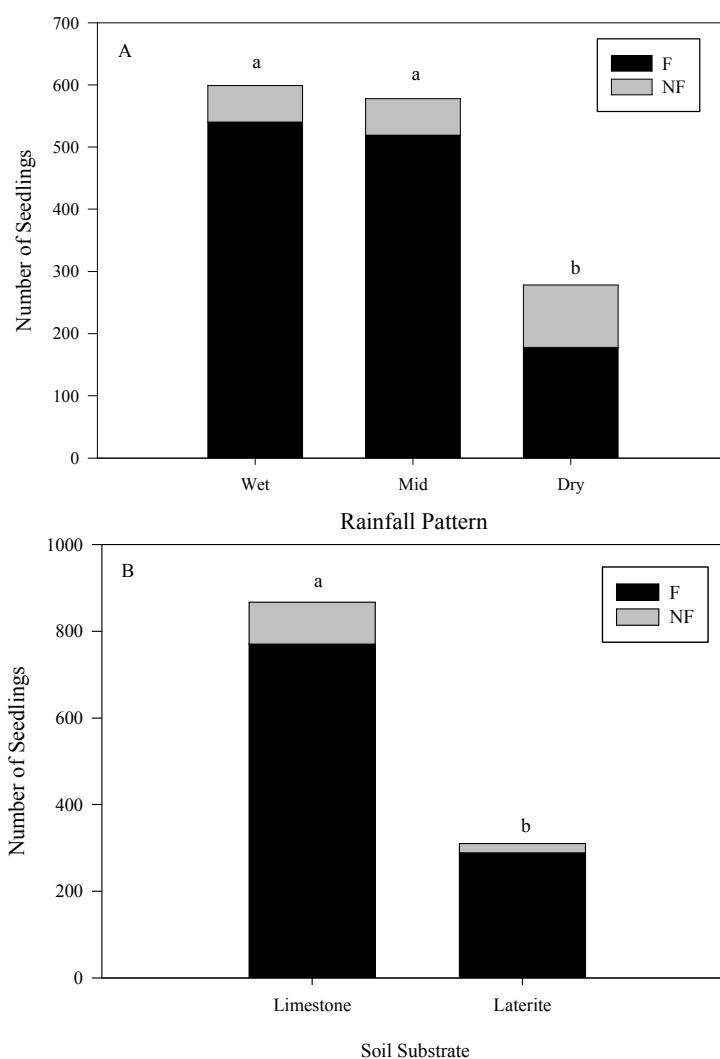 A
a
a
b
F
NF
700
600
500
400
300
200
100
0
Number of Seedlings
Wet Mid Dry
Rainfall Pattern
B
a
b
F
NF
1000
800
600
400
200
0
Number of Seedlings
Limestone Laterite
Soil Substrate